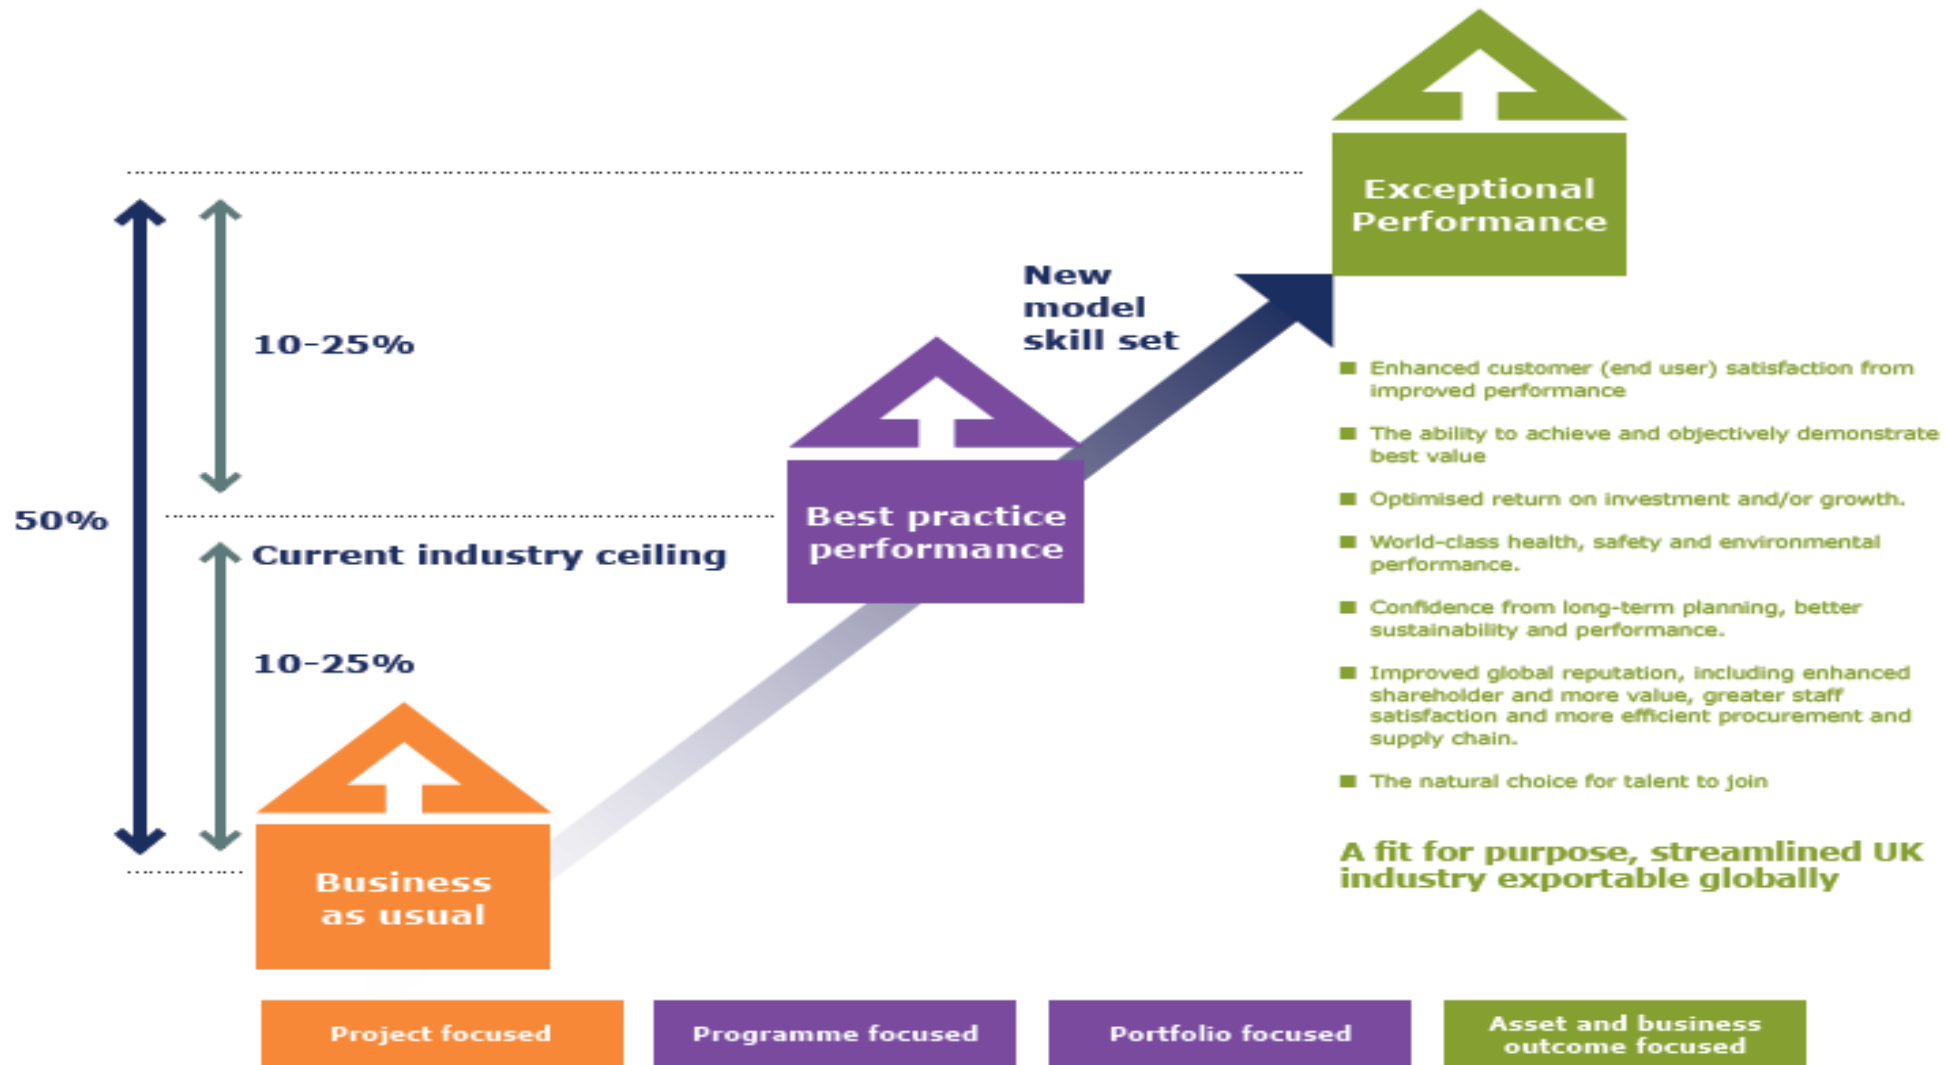 Exceptional
Performance
New
model
skill set
10-25%
50%
Current industry ceiling
10-25%
Best practice
performance
Business
as usual
Enhanced customer (end user) satisfaction from
improved performance
The ability to achieve and objectively demonstrate
best value
Optimised return on investment and/or growth.
World-class health, safety and environmental
performance.
Confidence from long-term planning, better
sustainability and performance.
Improved global reputation, including enhanced
shareholder and more value, greater staff
satisfaction and more efficient procurement and
supply chain.
The natural choice for talent to join
A fit for purpose, streamlined UK
industry exportable globally
Project focused
Programme focused
Portfolio focused
Asset and business
outcome focused